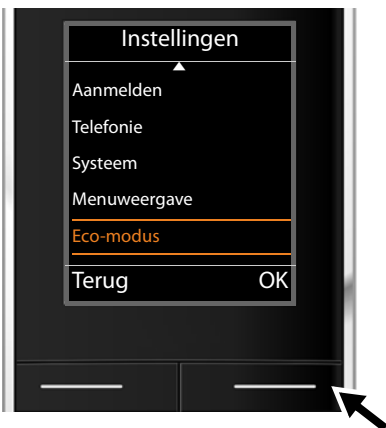 Instellingen
Aanmelden
Telefonie
Systeem
Menuweergave
Eco-modus
Terug OK